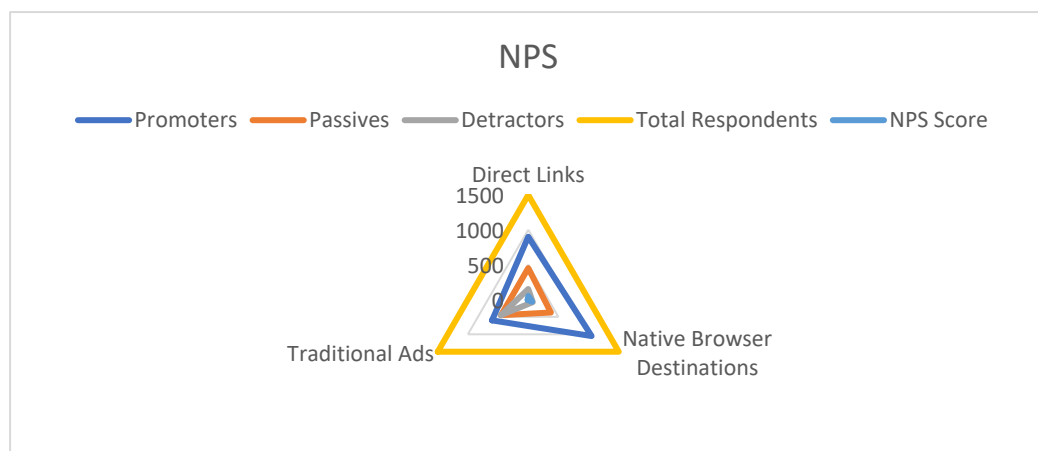 NPS
Promoters Passives Detractors Total Respondents NPS Score
Direct Links
1500
1000
500
0
Native Browser
Destinations
Traditional Ads